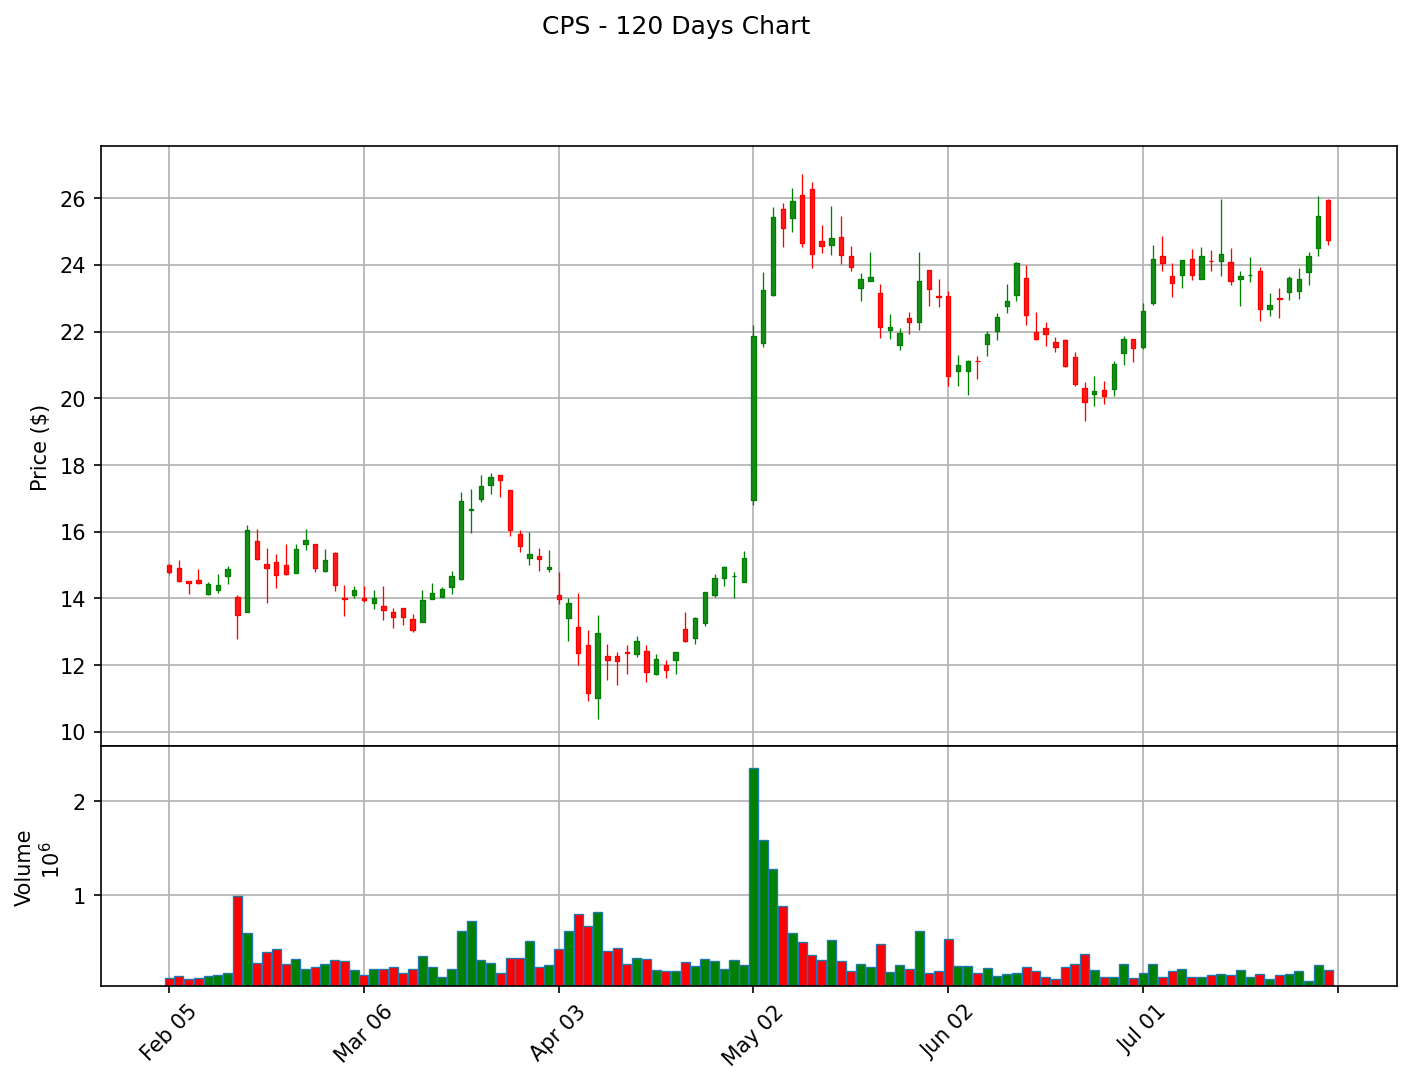 CPS - 120 Days Chart
26
24
22
20
18
16
14
12
10
Price ($)
2
1
Volume
10⁶
Feb 05
Mar 06
Apr 03
May 02
Jun 02
Jul 01